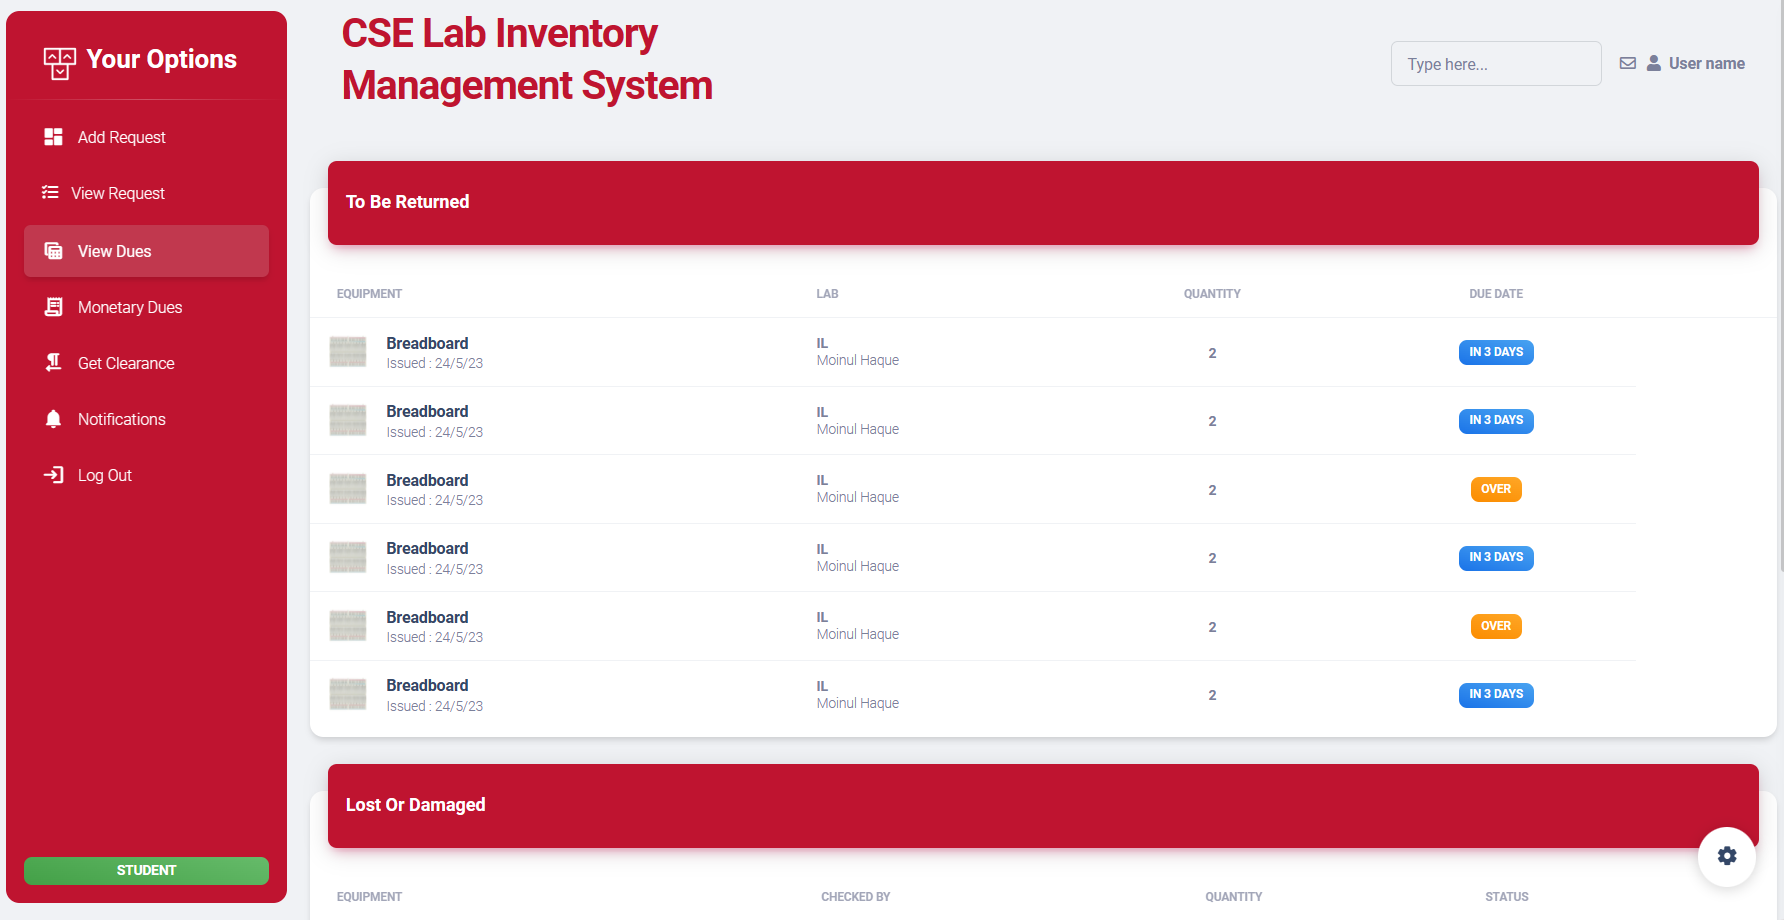 Your Options
Add Request
View Request
View Dues
Monetary Dues
Get Clearance
Notifications
Log Out
STUDENT
CSE Lab Inventory
Management System
Type here...
User name
To Be Returned
EQUIPMENT LAB QUANTITY DUE DATE
Breadboard
Issued : 24/5/23
IL
Moinul Haque
2
IN 3 DAYS
Breadboard
Issued : 24/5/23
IL
Moinul Haque
2
IN 3 DAYS
Breadboard
Issued : 24/5/23
IL
Moinul Haque
2
OVER
Breadboard
Issued : 24/5/23
IL
Moinul Haque
2
IN 3 DAYS
Breadboard
Issued : 24/5/23
IL
Moinul Haque
2
OVER
Breadboard
Issued : 24/5/23
IL
Moinul Haque
2
IN 3 DAYS
Lost Or Damaged
EQUIPMENT CHECKED BY QUANTITY STATUS